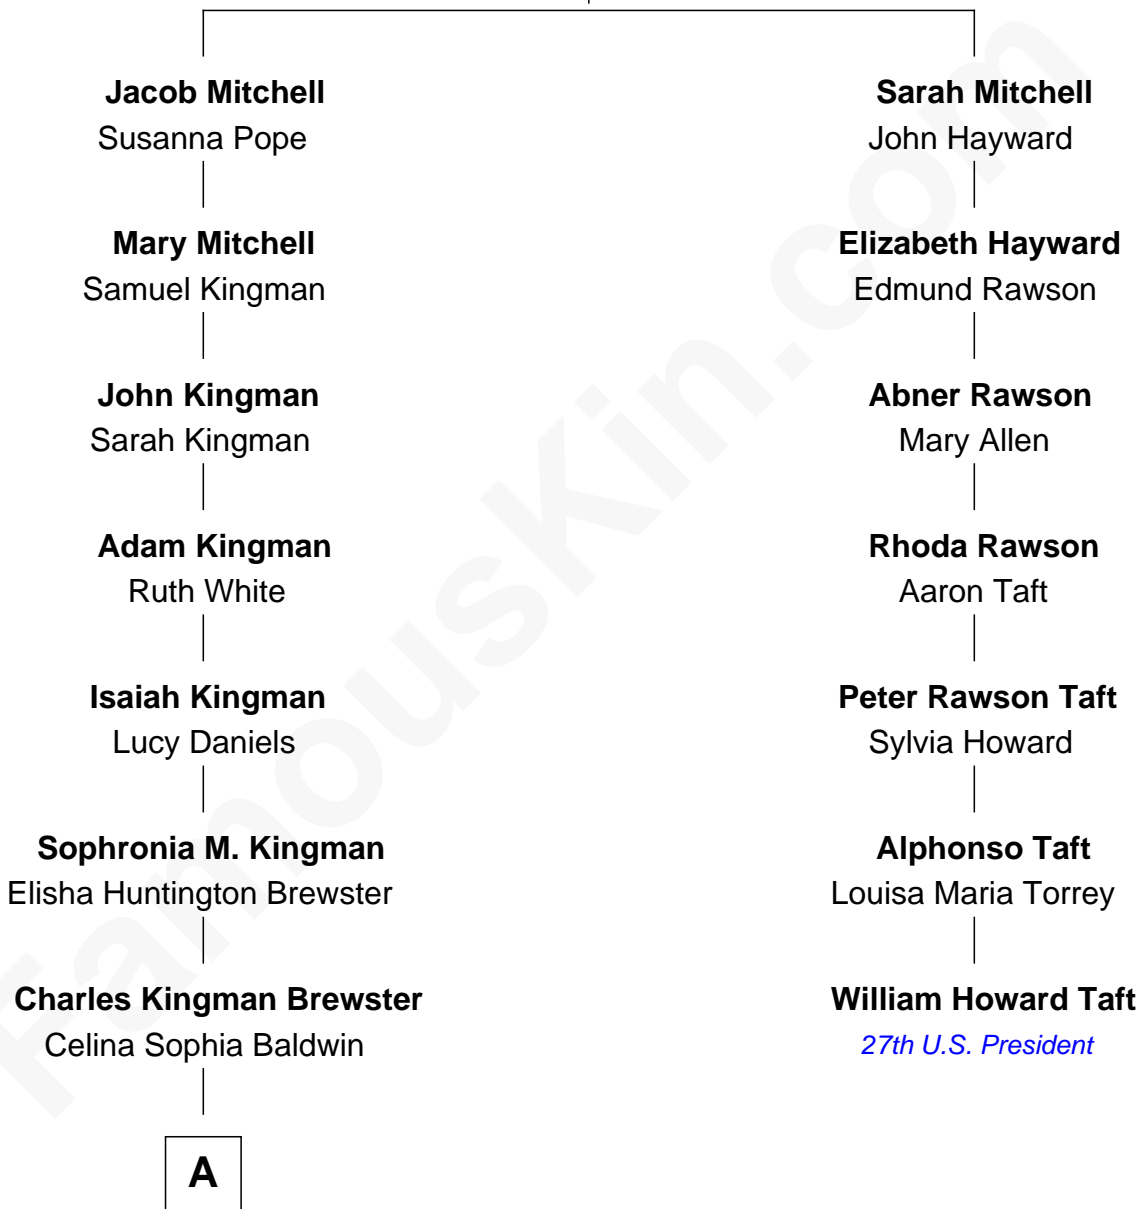 Jacob Mitchell
Susanna Pope
Mary Mitchell
Samuel Kingman
John Kingman
Sarah Kingman
Adam Kingman
Ruth White
Isaiah Kingman
Lucy Daniels
Sophronia M. Kingman
Elisha Huntington Brewster
Charles Kingman Brewster
Celina Sophia Baldwin
A
Sarah Mitchell
John Hayward
Elizabeth Hayward
Edmund Rawson
Abner Rawson
Mary Allen
Rhoda Rawson
Aaron Taft
Peter Rawson Taft
Sylvia Howard
Alphonso Taft
Louisa Maria Torrey
William Howard Taft
27th U.S. President
FamousKin.com